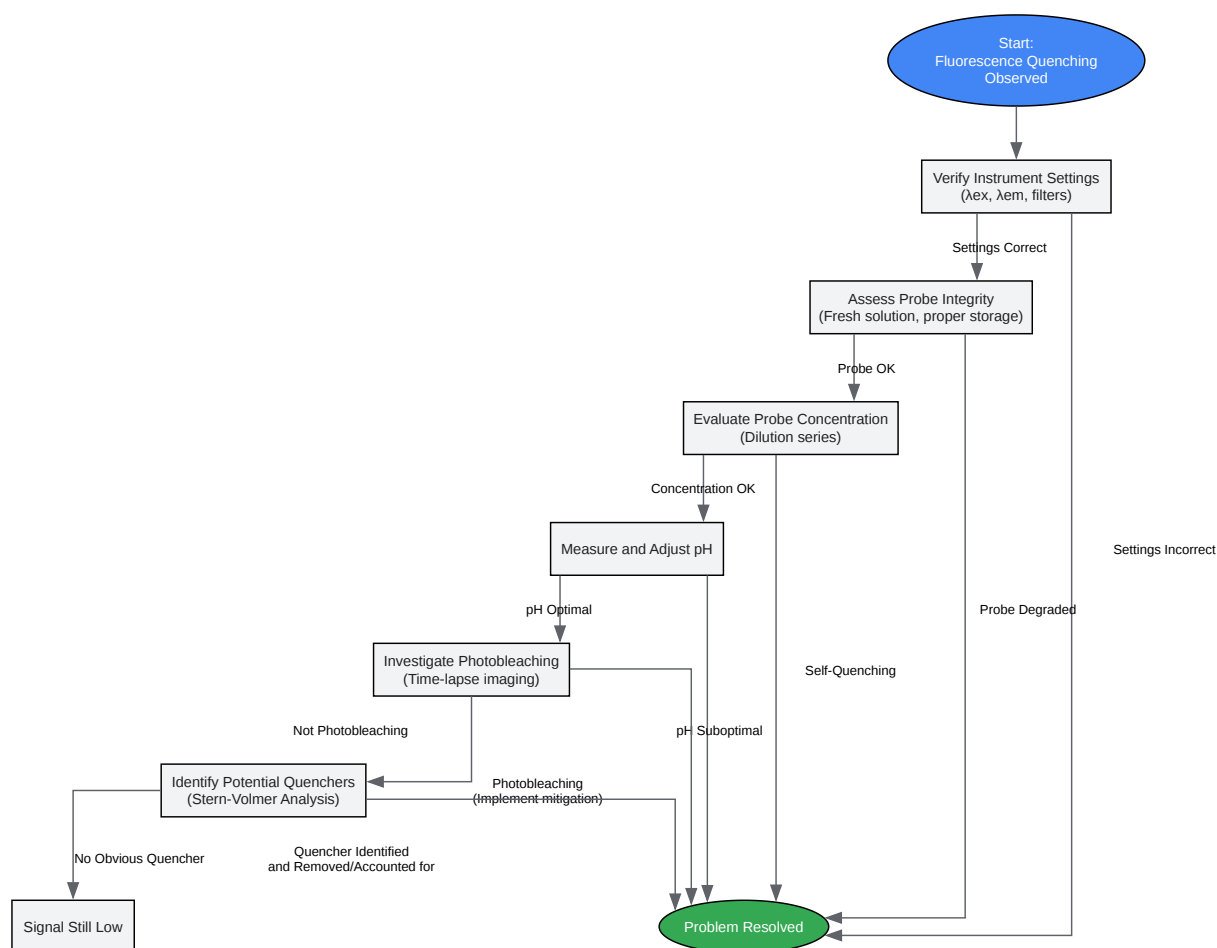 Start:
Fluorescence Quenching
Observed
Verify Instrument Settings
(λex, λem, filters)
Settings Correct
Assess Probe Integrity
(Fresh solution, proper storage)
Probe OK
Evaluate Probe Concentration
(Dilution series)
Concentration OK
Measure and Adjust pH
Settings Incorrect
pH Optimal
Probe Degraded
Investigate Photobleaching
(Time-lapse imaging)
Self-Quenching
Not Photobleaching
pH Suboptimal
Identify Potential Quenchers
(Stern-Volmer Analysis)
Photobleaching
(Implement mitigation)
No Obvious Quencher
Quencher Identified
and Removed/Accounted for
Signal Still Low
Problem Resolved